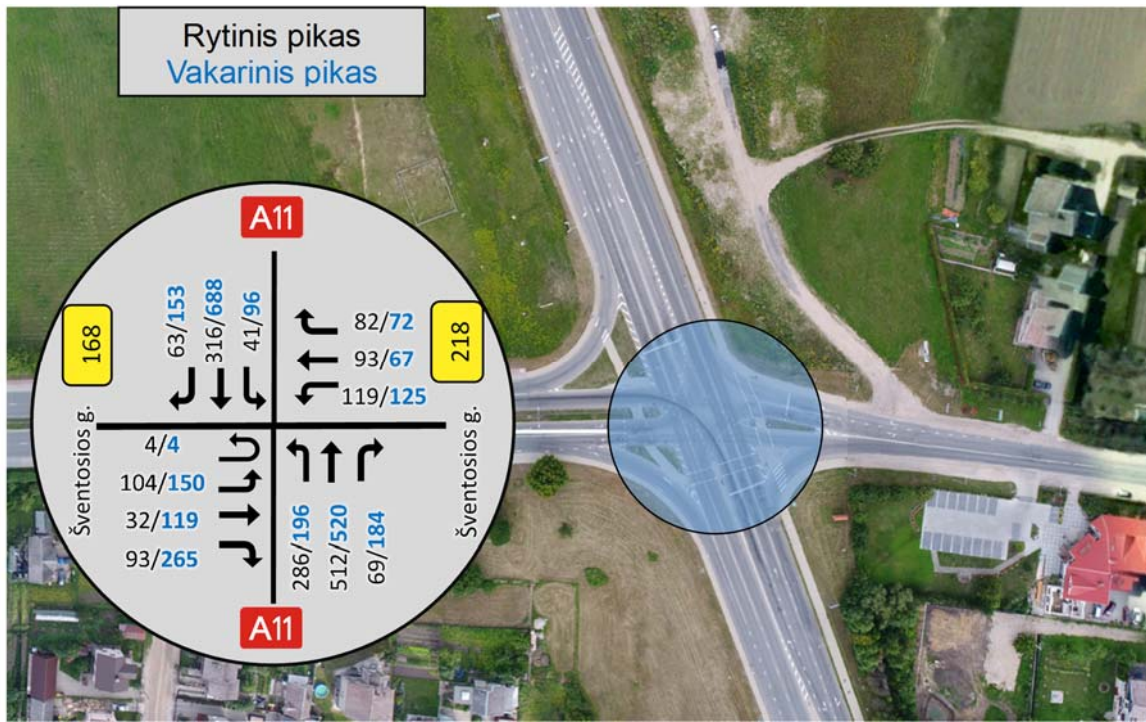 Rytinis pikas
Vakarinis pikas
A11
63/153
316/688
41/96
82/72
93/67
119/125
168
218
Šventosios g.
Šventosios g.
4/4
104/150
32/119
93/265
286/196
512/520
69/184
A11